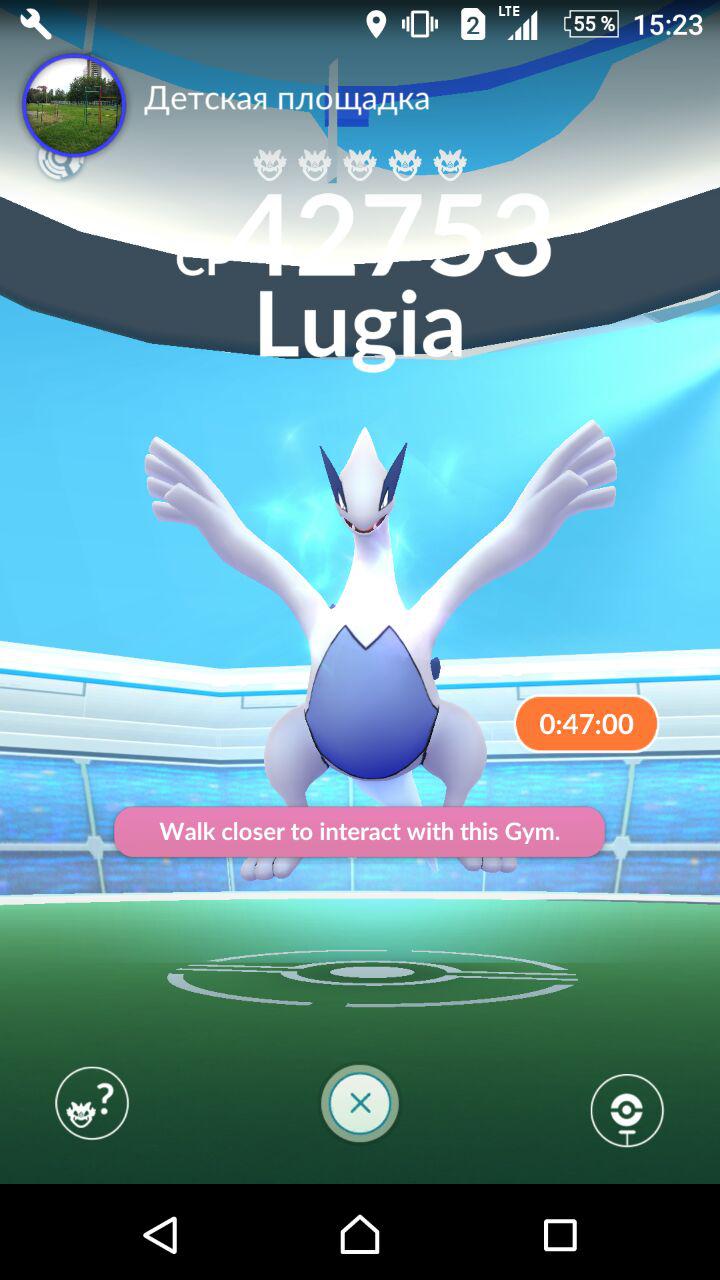 2 LTE 55 % 15:23
Детская площадка
CP 42753
Lugia
0:47:00
Walk closer to interact with this Gym.
?